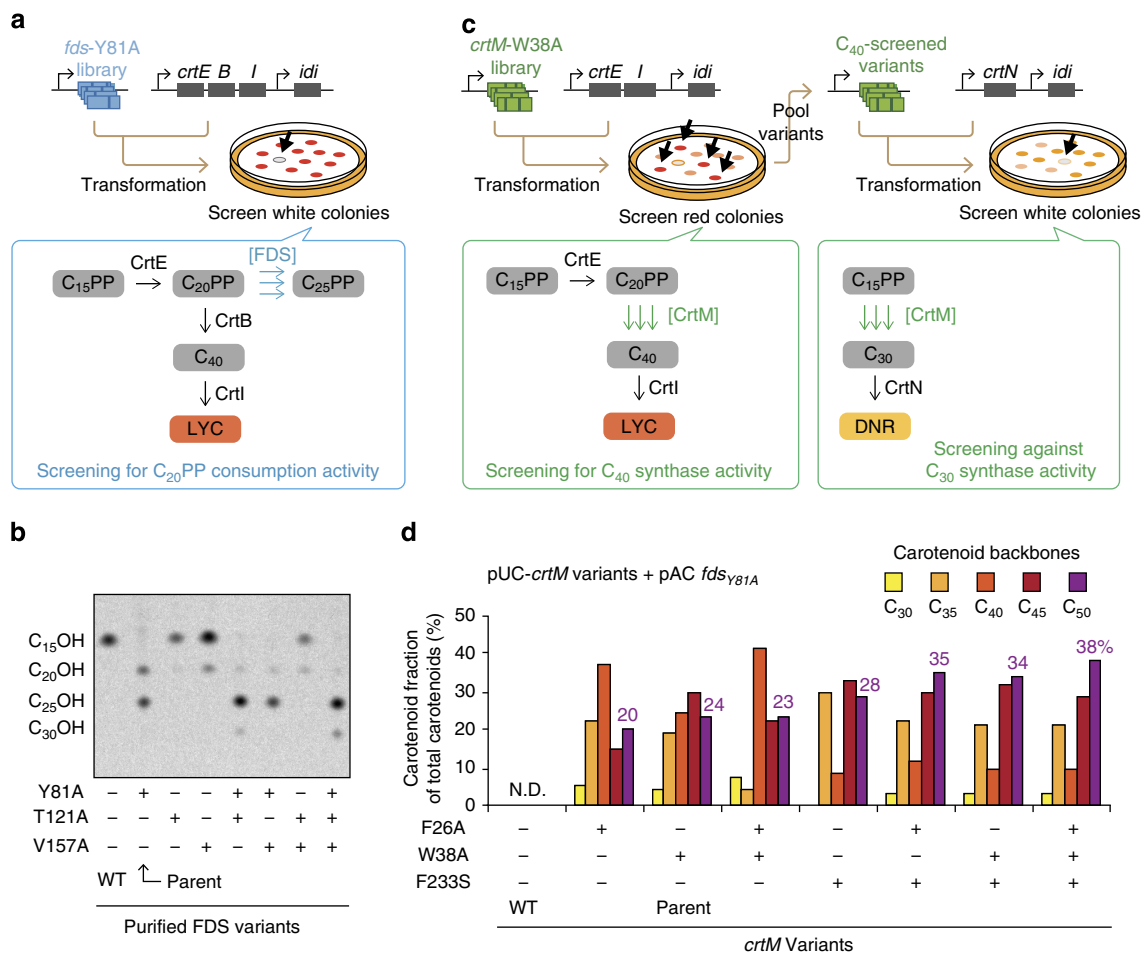 a
fds-Y81A
library
crtE B I idi
Transformation
Screen white colonies
C15PP
CrtE
C20PP
[FDS]
C25PP
CrtB
C40
CrtI
LYC
Screening for C20PP consumption activity
c
crtM-W38A
library
crtE I idi
Transformation
Screen red colonies
Pool
variants
C40-screened
variants
crtN idi
Transformation
Screen white colonies
C15PP
CrtE
C20PP
[CrtM]
C40
CrtI
LYC
Screening for C40 synthase activity
C15PP
[CrtM]
C30
CrtN
DNR
Screening against
C30 synthase activity
b
C15OH
C20OH
C25OH
C30OH
Y81A – + – – + + – +
T121A – – + – + – + +
V157A – – – + – + + +
WT Parent
Purified FDS variants
d
pUC-crtM variants + pAC fdsY81A
Carotenoid backbones
C30 C35 C40 C45 C50
Carotenoid fraction
of total carotenoids (%)
50
40
30
20
10
0
N.D.
20
24
23
28
35
34
38%
F26A – + – + – + – +
W38A – – + + – – + +
F233S – – – – + + + +
WT Parent
crtM Variants